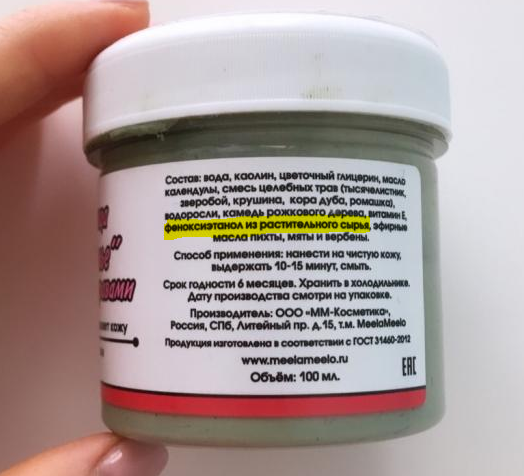 Состав: вода, каолин, цветочный глицерин, масло
календулы, смесь целебных трав (тысячелистник,
зверобой, крушина, кора дуба, ромашка),
водоросли, камедь рожкового дерева, витамин Е,
феноксиэтанол из растительного сырья, эфирные
масла пихты, мяты и вербены.
Способ применения: нанести на чистую кожу,
выдержать 10-15 минут, смыть.
Срок годности 6 месяцев. Хранить в холодильнике.
Дату производства смотри на упаковке.
Производитель: ООО «ММ-Косметикс»,
Россия, СПб, Литейный пр. д.15, т.м. MeelaMeelo
Продукция изготовлена в соответствии с ГОСТ 31460-2012
www.meelameelo.ru
ЕАС
Объём: 100 мл.
кожу